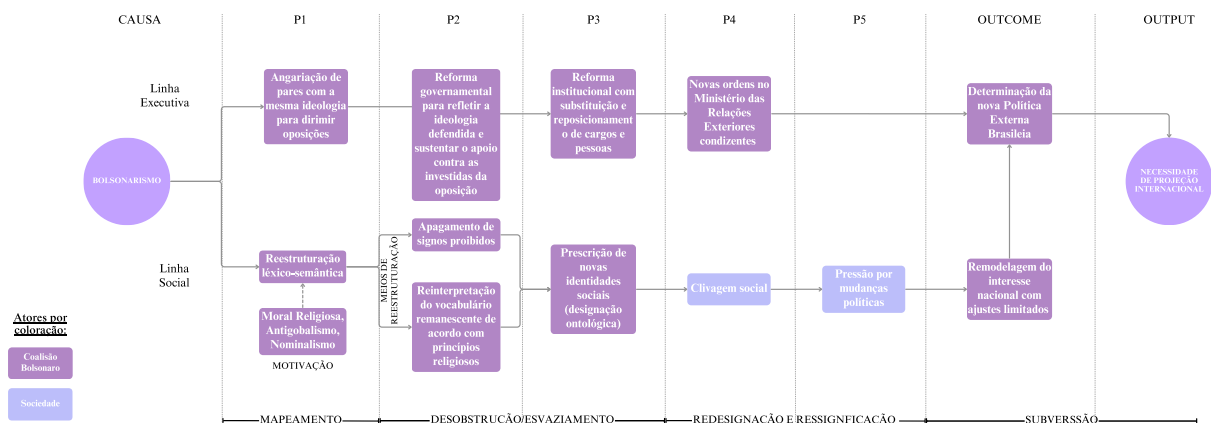 CAUSA
P1
P2
P3
P4
P5
OUTCOME
OUTPUT
Linha
Executiva
Angariação de
pares com a
mesma ideologia
para dirimir
oposições
Reforma
governamental
para refletir a
ideologia
defendida e
sustentar o apoio
contra as
investidas da
oposição
Reforma
institucional com
substituição e
reposicionament
o de cargos e
pessoas
Novas ordens no
Ministério das
Relações
Exteriores
condizentes
Determinação da
nova Política
Externa
Brasileia
BOLSONARISMO
NECESSIDADE
DE PROJEÇÃO
INTERNACIONAL
Linha
Social
Reestruturação
léxico-semântica
MEIOS DE
REESTRUTURAÇÃO
Apagamento de
signos proibidos
Reinterpretação
do vocabulário
remanescente de
acordo com
princípios
religiosos
Prescrição de
novas
identidades
sociais
(designação
ontológica)
Clivagem social
Pressão por
mudanças
políticas
Remodelagem do
interesse
nacional com
ajustes limitados
Moral Religiosa,
Antigobalismo,
Nominalismo
MOTIVAÇÃO
Atores por
coloração:
Coalisão
Bolsonaro
Sociedade
MAPEAMENTO
DESOBSTRUÇÃO/ESVAZIAMENTO
REDESIGNAÇÃO E RESSIGNFICAÇÃO
SUBVERSSÃO